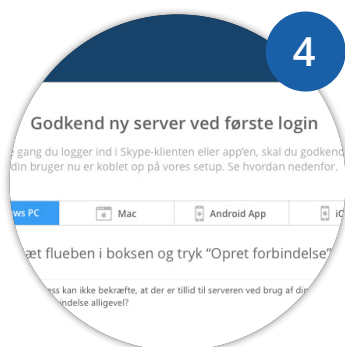 4
Godkend ny server ved første login
gang du logger ind i Skype-klienten eller app'en, skal du godkend
din bruger nu er koblet op på vores setup. Se hvordan nedenfor.
ws PC
Mac
Android App
iO
æt flueben i boksen og tryk “Opret forbindelse”
ess kan ikke bekræfte, at der er tillid til serveren ved brug af din
indelse alligevel?